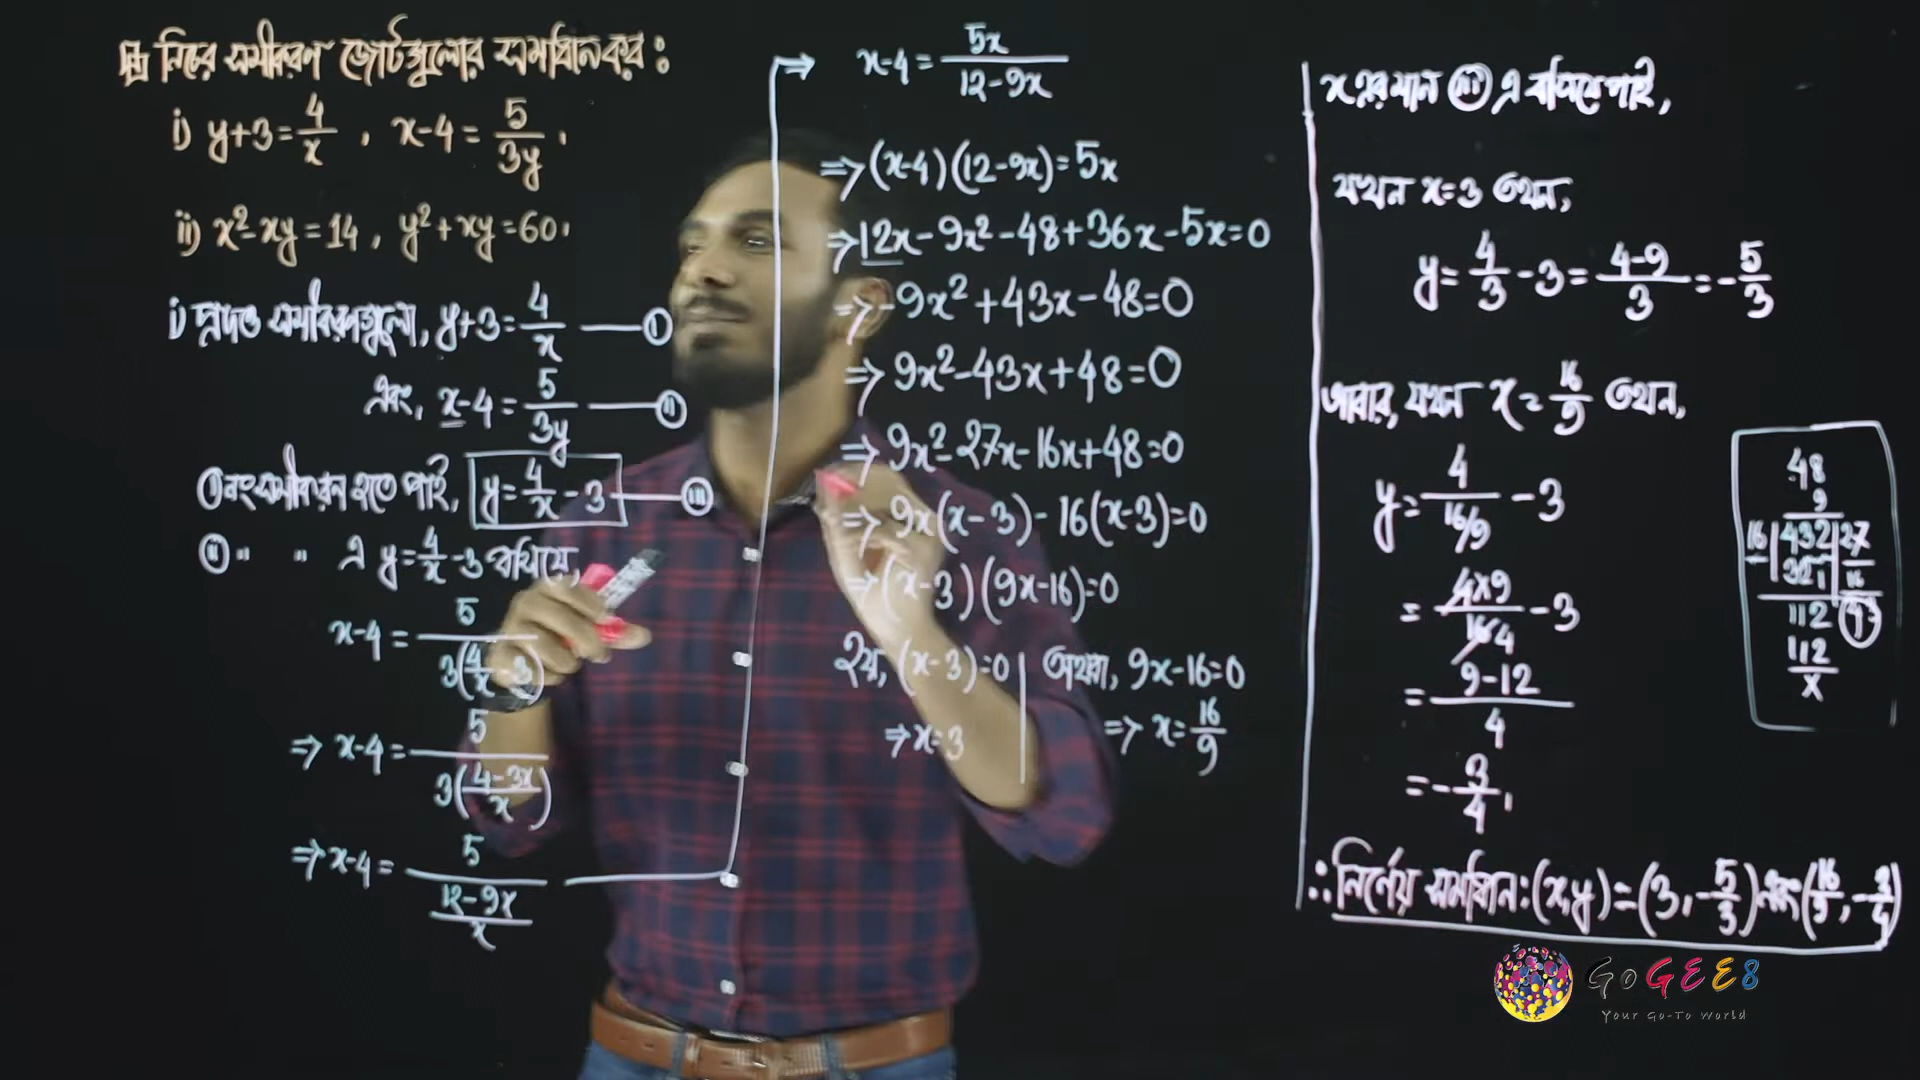 নিচের সমীকরণ জোটগুলোর সমাধান কর :
i) y+3 = 4/x , x-4 = 5/3y ।
ii) x²-xy = 14 , y²+xy = 60 ।
i) প্রদত্ত সমীকরণগুলো, y+3 = 4/x —— (i)
এবং, x-4 = 5/3y —— (ii)
(i) নং সমীকরণ হতে পাই, y = 4/x - 3 —— (iii)
(ii) " " এ y = 4/x - 3 বসিয়ে,
x-4 = 5/3(4/x - 3)
⇒ x-4 = 5/3((4-3x)/x)
⇒ x-4 = 5/((12-9x)/x)
→ x-4 = 5x/(12-9x)
⇒ (x-4)(12-9x) = 5x
⇒ 12x-9x²-48+36x-5x=0
⇒ -9x²+43x-48=0
⇒ 9x²-43x+48=0
⇒ 9x²-27x-16x+48=0
⇒ 9x(x-3)-16(x-3)=0
⇒ (x-3)(9x-16)=0
হয়, (x-3)=0 | অথবা, 9x-16=0
⇒ x=3 | ⇒ x = 16/9
x এর মান (iii) এ বসিয়ে পাই,
যখন x=3 তখন,
y = 4/3 - 3 = (4-9)/3 = -5/3
আবার, যখন x = 16/9 তখন,
y = 4/(16/9) - 3
= (4×9)/16 4 - 3
= (9-12)/4
= -3/4 ।
∴ নির্ণেয় সমাধান : (x,y) = (3, -5/3) এবং (16/9, -3/4)
48
9
16 | 432 | 27
112
112
x
GoGEE8
Your Go-To World